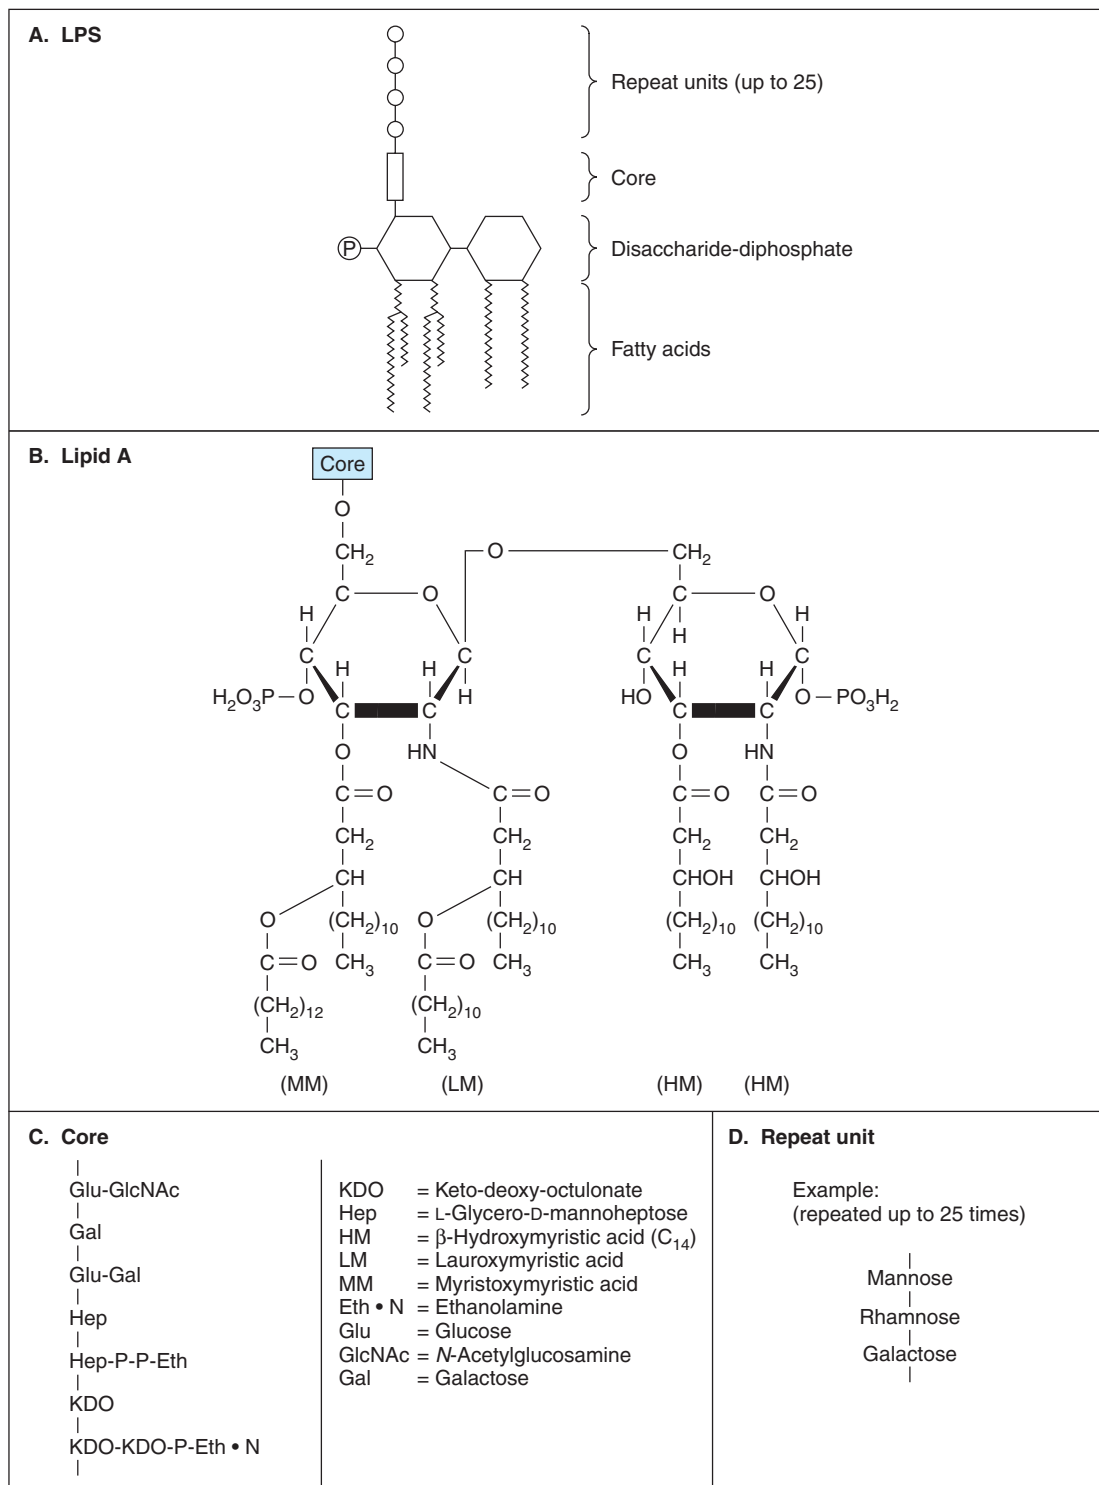 A. LPS
Repeat units (up to 25)
Core
P
Disaccharide-diphosphate
Fatty acids
B. Lipid A
Core
O
CH2
O
CH2
C
O
C
O
H
H
H
H
C
H
H
C
C
H
H
C
H2O3P
O
C
C
H
HO
C
C
O
PO3H2
O
HN
O
HN
C=O
C=O
C=O
C=O
CH2
CH2
CH2
CH2
CH
CH
CHOH
CHOH
O
(CH2)10
O
(CH2)10
(CH2)10
(CH2)10
C=O
CH3
C=O
CH3
CH3
CH3
(CH2)12
(CH2)10
CH3
CH3
(MM)
(LM)
(HM)
(HM)
C. Core
Glu-GlcNAc
Gal
Glu-Gal
Hep
Hep-P-P-Eth
KDO
KDO-KDO-P-Eth • N
KDO = Keto-deoxy-octulonate
Hep = L-Glycero-D-mannoheptose
HM = β-Hydroxymyristic acid (C14)
LM = Lauroxymyristic acid
MM = Myristoxymyristic acid
Eth • N = Ethanolamine
Glu = Glucose
GlcNAc = N-Acetylglucosamine
Gal = Galactose
D. Repeat unit
Example:
(repeated up to 25 times)
Mannose
Rhamnose
Galactose